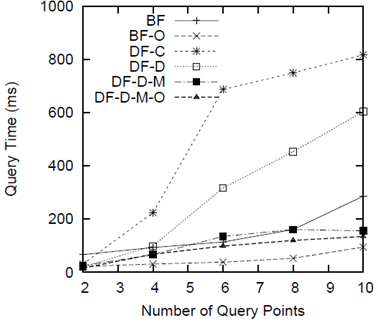 1000
800
600
400
200
0
Query Time (ms)
BF
BF-O
DF-C
DF-D
DF-D-M
DF-D-M-O
2 3 4 5 6 7 8 9 10
Number of Query Points